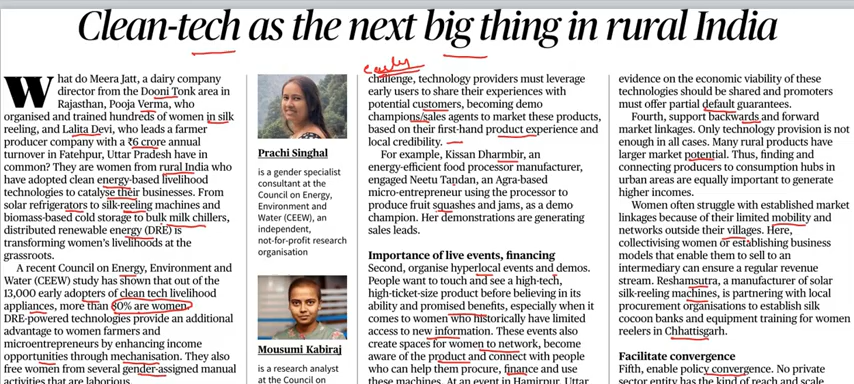 Clean-tech as the next big thing in rural India
What do Meera Jatt, a dairy company
director from the Dooni Tonk area in
Rajasthan, Pooja Verma, who
organised and trained hundreds of women in silk
reeling, and Lalita Devi, who leads a farmer
producer company with a ₹6 crore annual
turnover in Fatehpur, Uttar Pradesh have in
common? They are women from rural India who
have adopted clean energy-based livelihood
technologies to catalyse their businesses. From
solar refrigerators to silk-reeling machines and
biomass-based cold storage to bulk milk chillers,
distributed renewable energy (DRE) is
transforming women's livelihoods at the
grassroots.
A recent Council on Energy, Environment and
Water (CEEW) study has shown that out of the
13,000 early adopters of clean tech livelihood
appliances, more than 80% are women.
DRE-powered technologies provide an additional
advantage to women farmers and
microentrepreneurs by enhancing income
opportunities through mechanisation. They also
free women from several gender-assigned manual
activities that are laborious.
Prachi Singhal
is a gender specialist
consultant at the
Council on Energy,
Environment and
Water (CEEW), an
independent,
not-for-profit research
organisation
Mousumi Kabiraj
is a research analyst
at the Council on
early
challenge, technology providers must leverage
early users to share their experiences with
potential customers, becoming demo
champions/sales agents to market these products,
based on their first-hand product experience and
local credibility.
For example, Kissan Dharmbir, an
energy-efficient food processor manufacturer,
engaged Neetu Tandan, an Agra-based
micro-entrepreneur using the processor to
produce fruit squashes and jams, as a demo
champion. Her demonstrations are generating
sales leads.
Importance of live events, financing
Second, organise hyperlocal events and demos.
People want to touch and see a high-tech,
high-ticket-size product before believing in its
ability and promised benefits, especially when it
comes to women who historically have limited
access to new information. These events also
create spaces for women to network, become
aware of the product and connect with people
who can help them procure, finance and use
these machines. At an event in Hamirpur, Uttar
evidence on the economic viability of these
technologies should be shared and promoters
must offer partial default guarantees.
Fourth, support backwards and forward
market linkages. Only technology provision is not
enough in all cases. Many rural products have
larger market potential. Thus, finding and
connecting producers to consumption hubs in
urban areas are equally important to generate
higher incomes.
Women often struggle with established market
linkages because of their limited mobility and
networks outside their villages. Here,
collectivising women or establishing business
models that enable them to sell to an
intermediary can ensure a regular revenue
stream. Reshamsutra, a manufacturer of solar
silk-reeling machines, is partnering with local
procurement organisations to establish silk
cocoon banks and equipment training for women
reelers in Chhattisgarh.
Facilitate convergence
Fifth, enable policy convergence. No private
sector entity has the kind of reach and scale